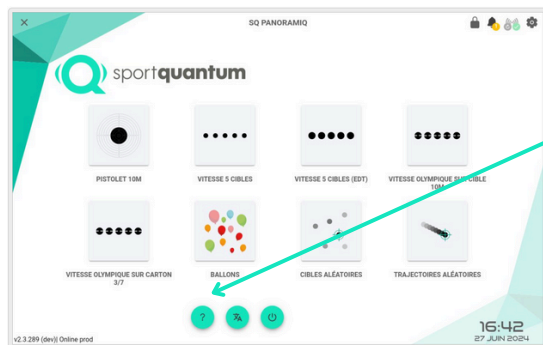 SQ PANORAMIQ
sportquantum
PISTOLET 10M
VITESSE 5 CIBLES
VITESSE 5 CIBLES (EDT)
VITESSE OLYMPIQUE SUR CIBLE
10M
VITESSE OLYMPIQUE SUR CARTON
3/7
BALLONS
CIBLES ALÉATOIRES
TRAJECTOIRES ALÉATOIRES
?
16:42
27 JUIN 2024
v2.3.289 (dev)| Online prod